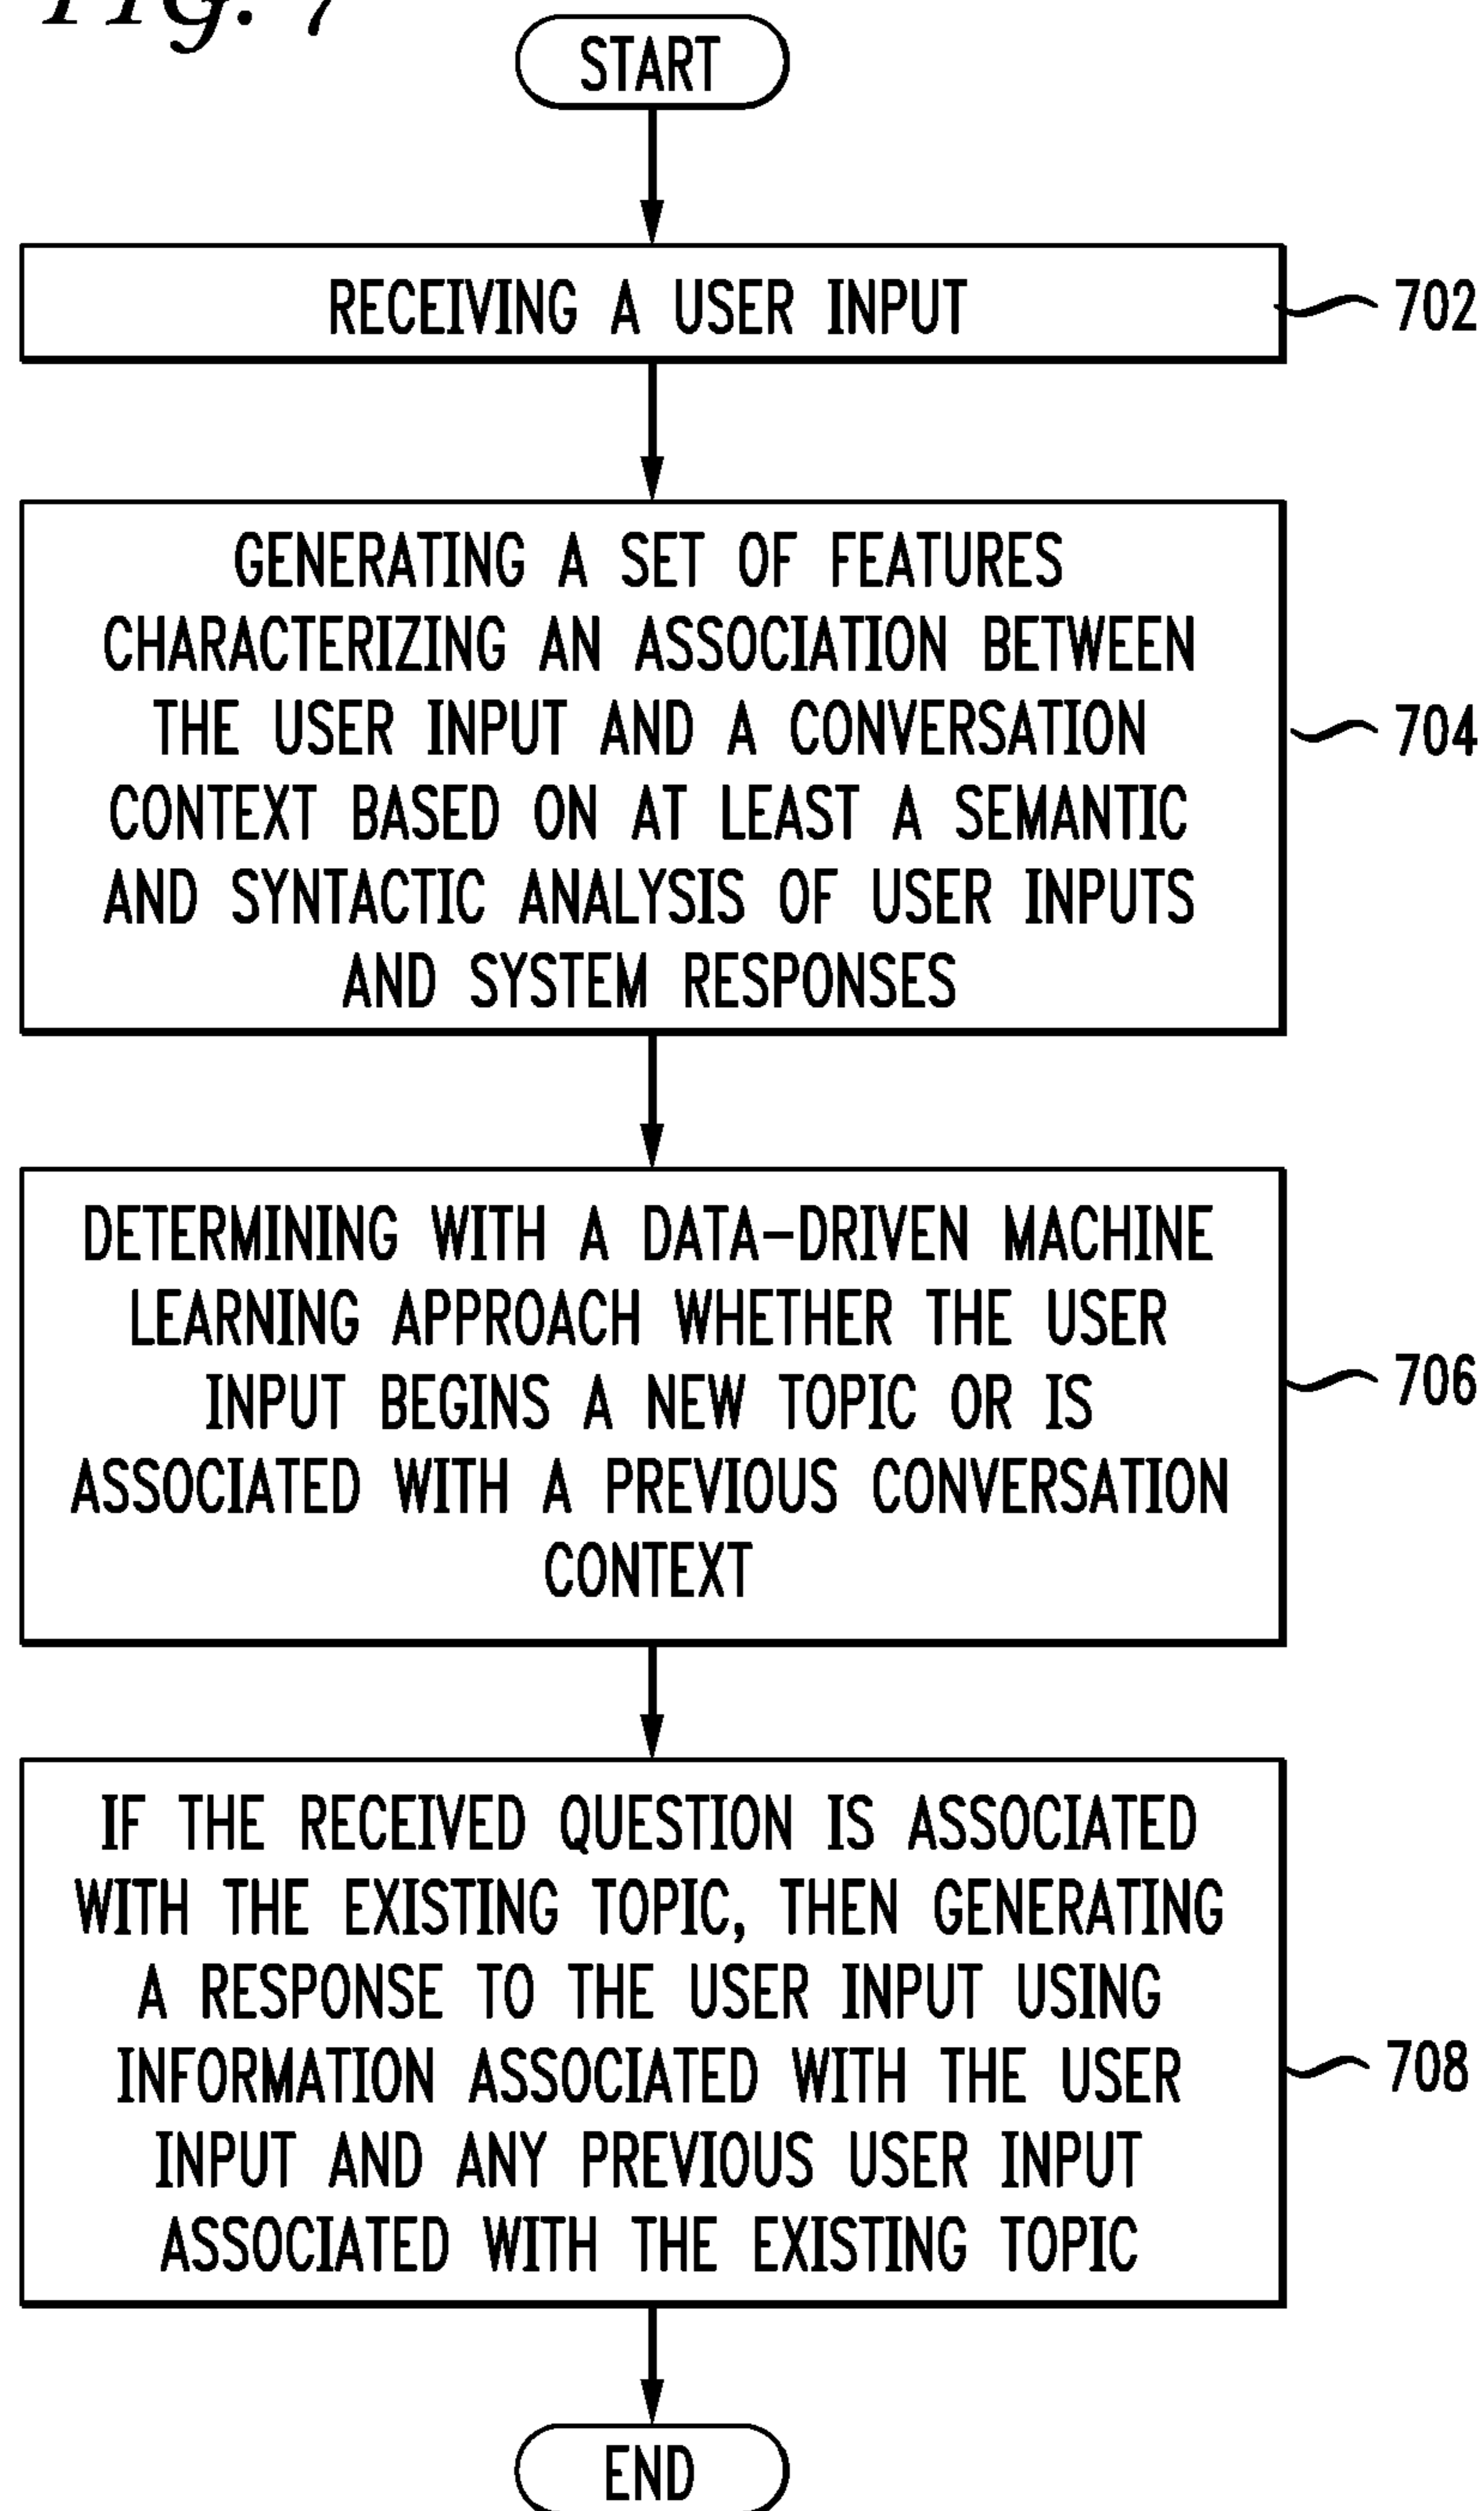 FIG. 7
START
RECEIVING A USER INPUT
702
GENERATING A SET OF FEATURES
CHARACTERIZING AN ASSOCIATION BETWEEN
THE USER INPUT AND A CONVERSATION
CONTEXT BASED ON AT LEAST A SEMANTIC
AND SYNTACTIC ANALYSIS OF USER INPUTS
AND SYSTEM RESPONSES
704
DETERMINING WITH A DATA-DRIVEN MACHINE
LEARNING APPROACH WHETHER THE USER
INPUT BEGINS A NEW TOPIC OR IS
ASSOCIATED WITH A PREVIOUS CONVERSATION
CONTEXT
706
IF THE RECEIVED QUESTION IS ASSOCIATED
WITH THE EXISTING TOPIC, THEN GENERATING
A RESPONSE TO THE USER INPUT USING
INFORMATION ASSOCIATED WITH THE USER
INPUT AND ANY PREVIOUS USER INPUT
ASSOCIATED WITH THE EXISTING TOPIC
708
END